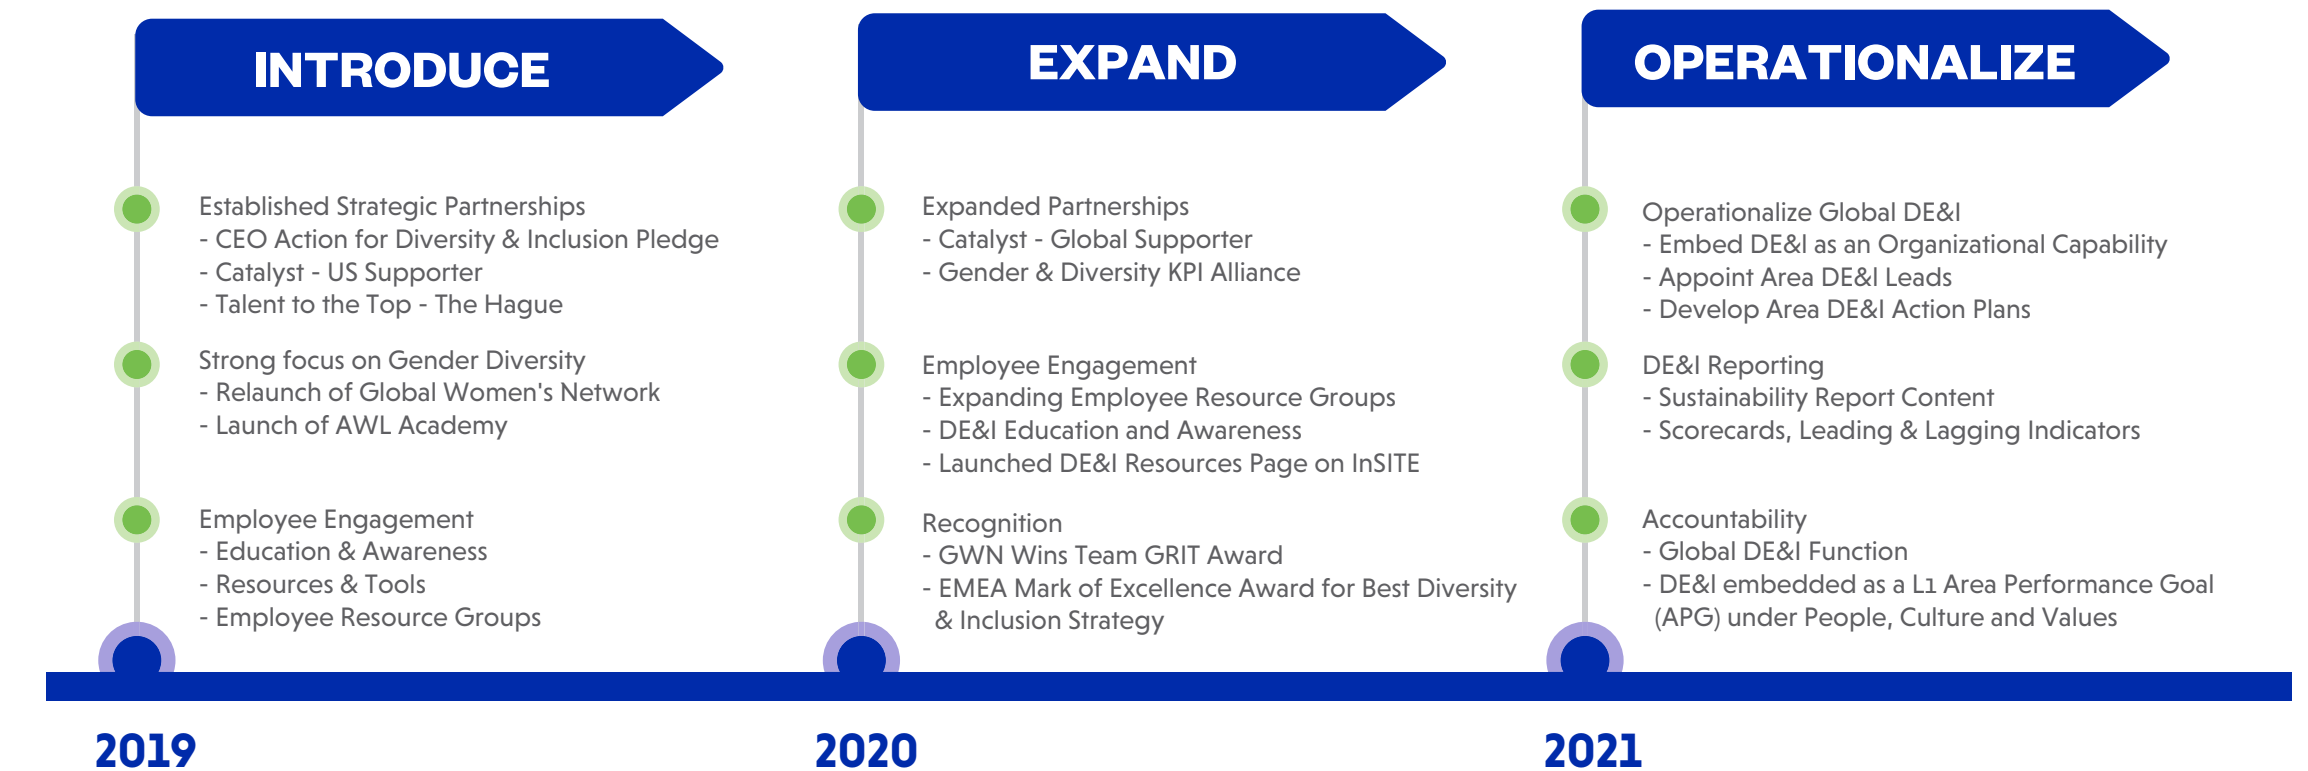 INTRODUCE
Established Strategic Partnerships
- CEO Action for Diversity & Inclusion Pledge
- Catalyst - US Supporter
- Talent to the Top - The Hague
Strong focus on Gender Diversity
- Relaunch of Global Women's Network
- Launch of AWL Academy
Employee Engagement
- Education & Awareness
- Resources & Tools
- Employee Resource Groups
2019
EXPAND
Expanded Partnerships
- Catalyst - Global Supporter
- Gender & Diversity KPI Alliance
Employee Engagement
- Expanding Employee Resource Groups
- DE&I Education and Awareness
- Launched DE&I Resources Page on InSITE
Recognition
- GWN Wins Team GRIT Award
- EMEA Mark of Excellence Award for Best Diversity
& Inclusion Strategy
2020
OPERATIONALIZE
Operationalize Global DE&I
- Embed DE&I as an Organizational Capability
- Appoint Area DE&I Leads
- Develop Area DE&I Action Plans
DE&I Reporting
- Sustainability Report Content
- Scorecards, Leading & Lagging Indicators
Accountability
- Global DE&I Function
- DE&I embedded as a L1 Area Performance Goal
(APG) under People, Culture and Values
2021